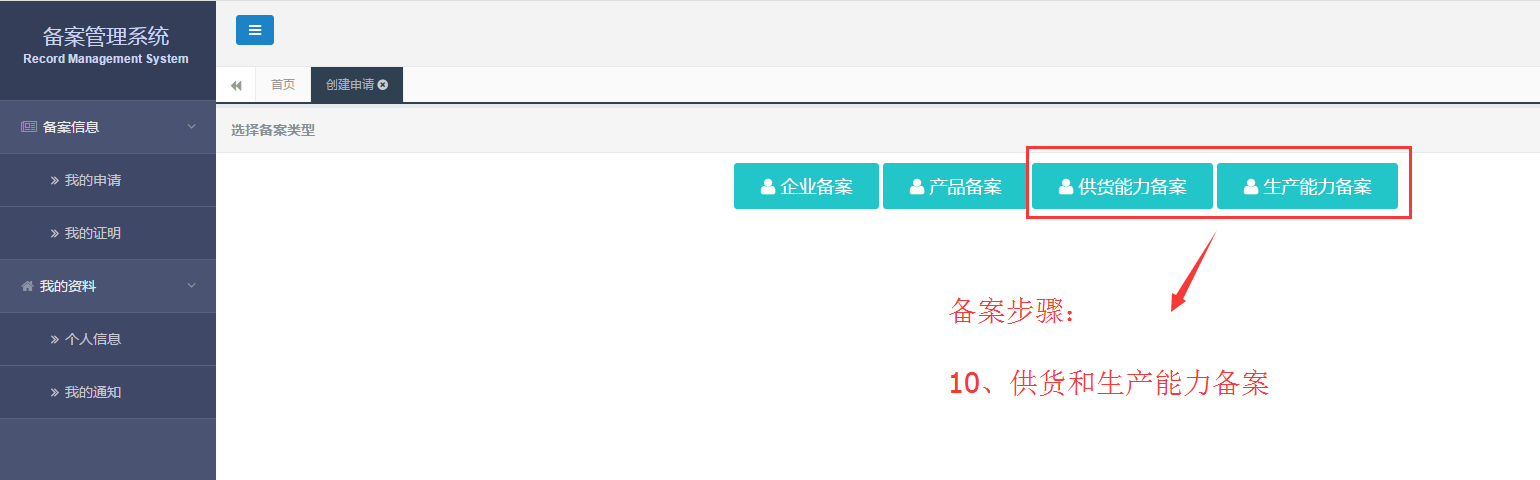 备案管理系统
Record Management System
备案信息
我的申请
我的证明
我的资料
个人信息
我的通知
首页
创建申请
选择备案类型
企业备案
产品备案
供货能力备案
生产能力备案
备案步骤：
10、供货和生产能力备案